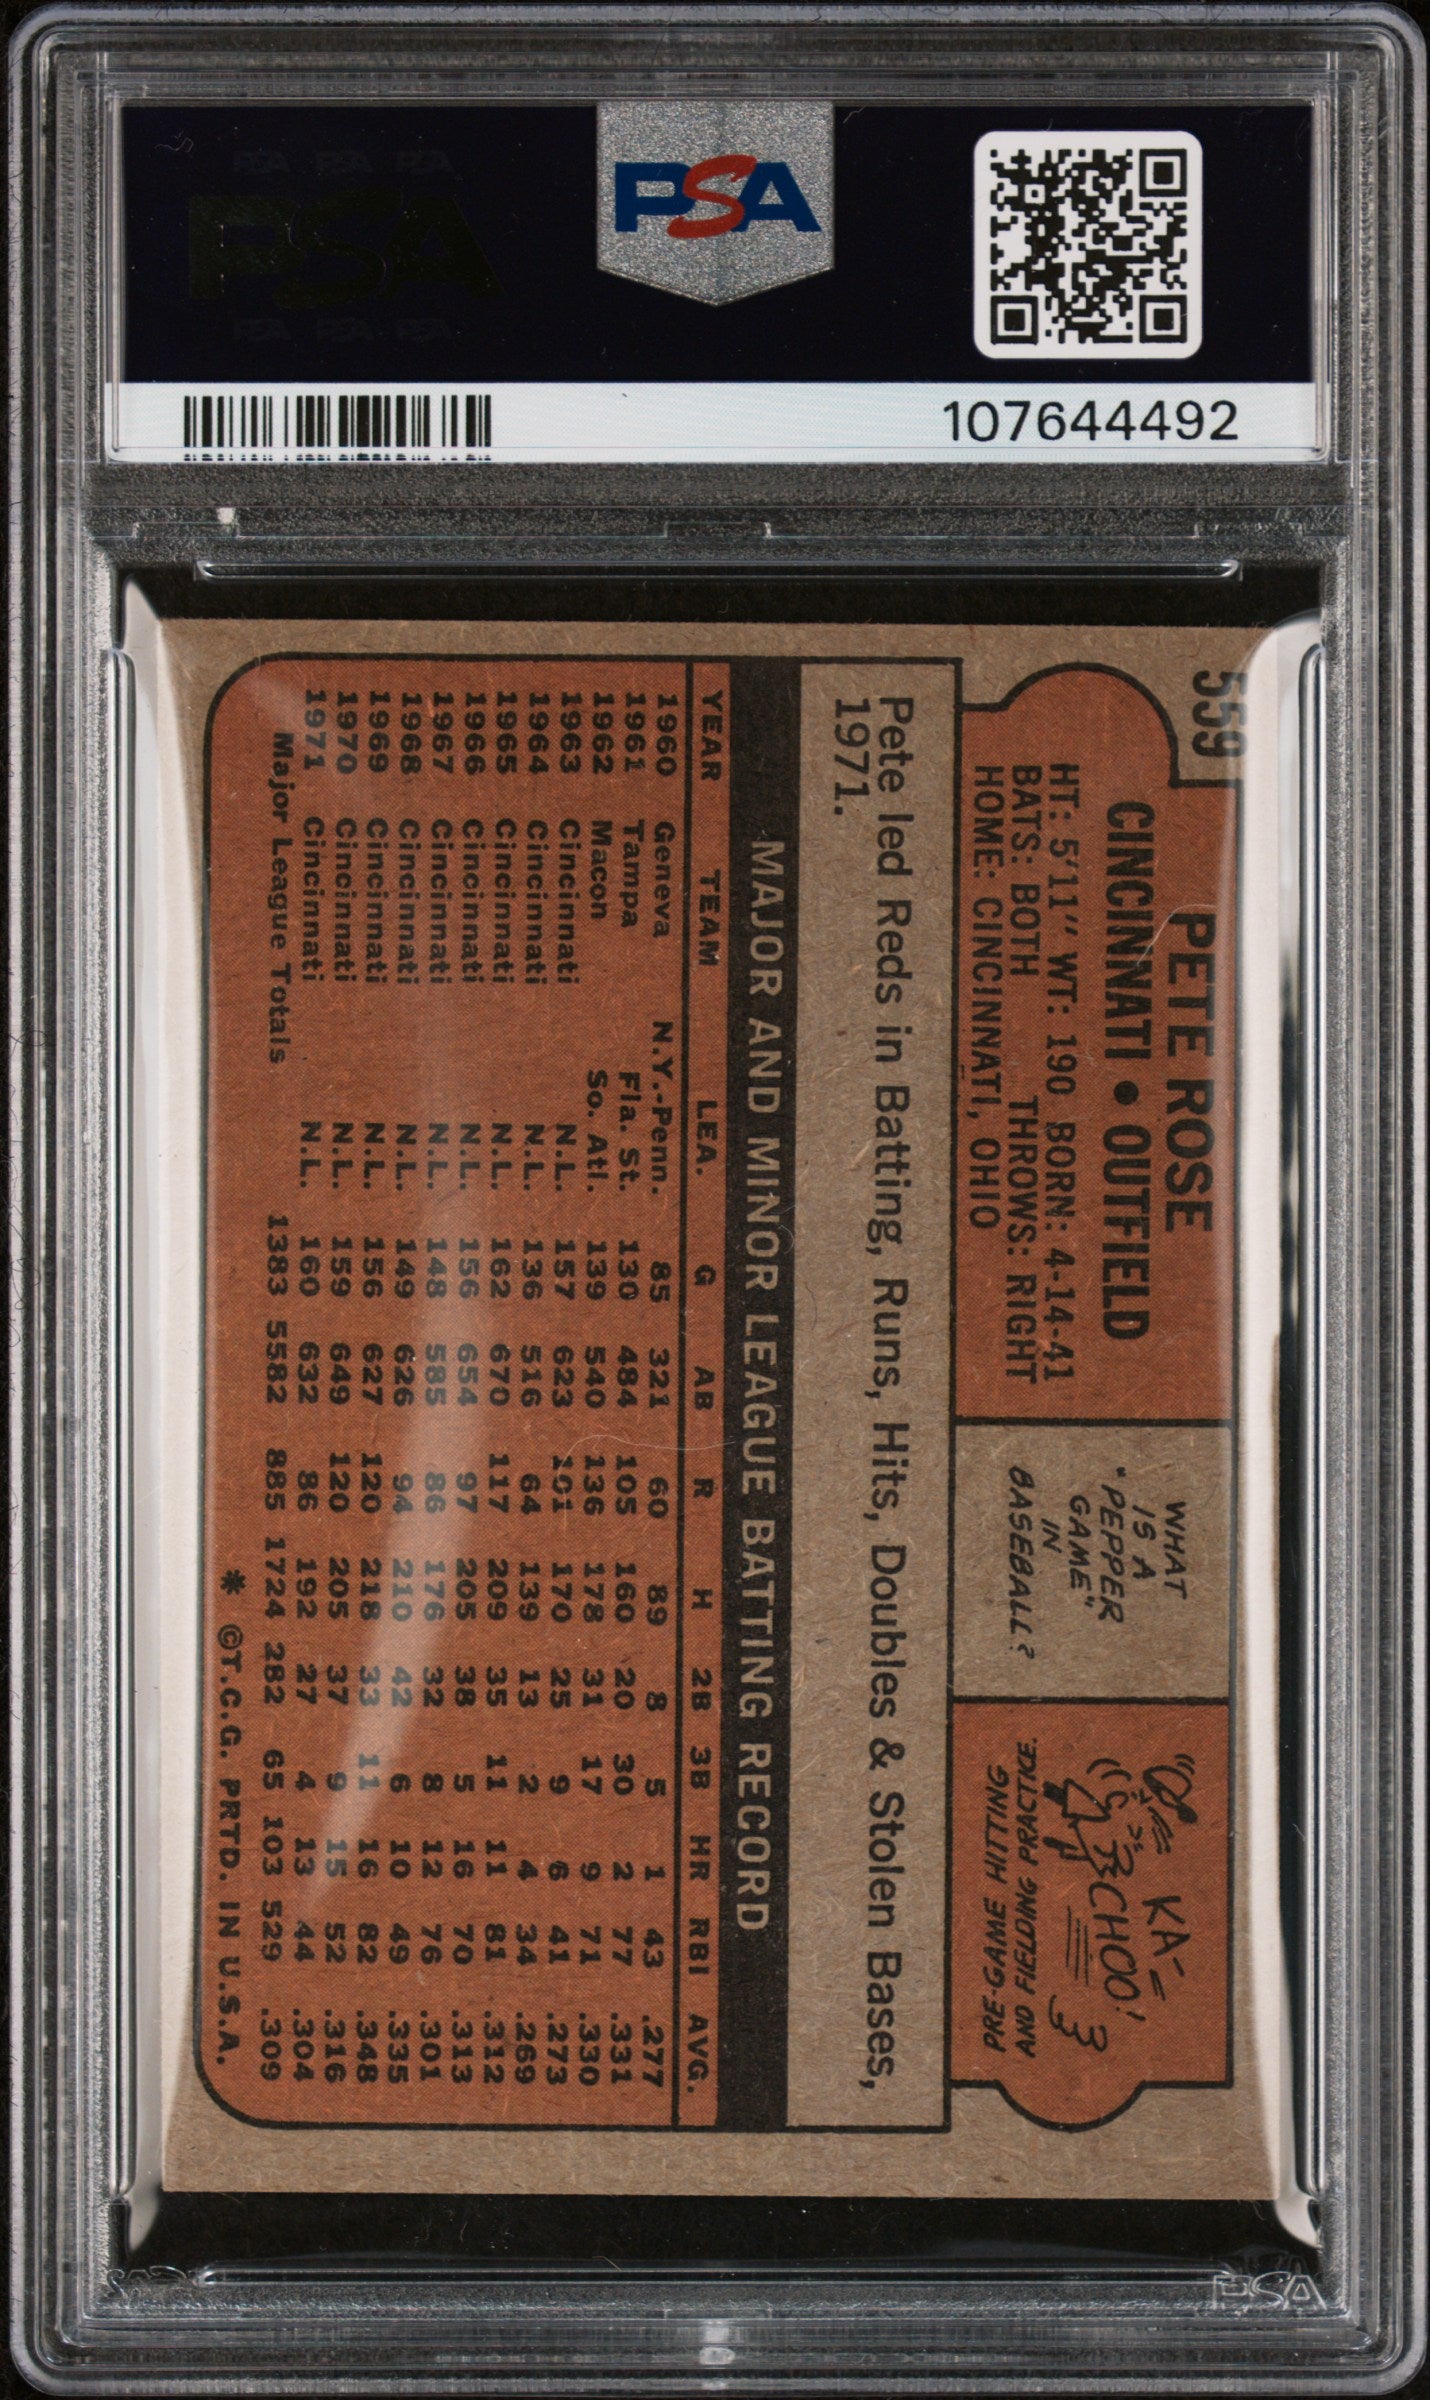 PSA PSA PSA
PSA
PSA PSA PSA
PSA
107644492
559
PETE ROSE
CINCINNATI • OUTFIELD
HT: 5'11" WT: 190 BORN: 4-14-41
BATS: BOTH THROWS: RIGHT
HOME: CINCINNATI, OHIO
WHAT
IS A
"PEPPER
GAME"
IN
BASEBALL?
KA-
CHOO!
PRE-GAME HITTING
AND FIELDING PRACTICE.
Pete led Reds in Batting, Runs, Hits, Doubles & Stolen Bases,
1971.
MAJOR AND MINOR LEAGUE BATTING RECORD
YEAR TEAM LEA. G AB R H 2B 3B HR RBI AVG.
1960 Geneva N.Y.-Penn. 85 321 60 89 8 5 1 43 .277
1961 Tampa Fla. St. 130 484 105 160 20 30 2 77 .331
1962 Macon So. Atl. 139 540 136 178 31 17 9 71 .330
1963 Cincinnati N.L. 157 623 101 170 25 9 6 41 .273
1964 Cincinnati N.L. 136 516 64 139 13 2 4 34 .269
1965 Cincinnati N.L. 162 670 117 209 35 11 11 81 .312
1966 Cincinnati N.L. 156 654 97 205 38 5 16 70 .313
1967 Cincinnati N.L. 148 585 86 176 32 8 12 76 .301
1968 Cincinnati N.L. 149 626 94 210 42 6 10 49 .335
1969 Cincinnati N.L. 156 627 120 218 33 11 16 82 .348
1970 Cincinnati N.L. 159 649 120 205 37 9 15 52 .316
1971 Cincinnati N.L. 160 632 86 192 27 4 13 44 .304
Major League Totals 1383 5582 885 1724 282 65 103 529 .309
* ©T.C.G. PRTD. IN U.S.A.
PSA